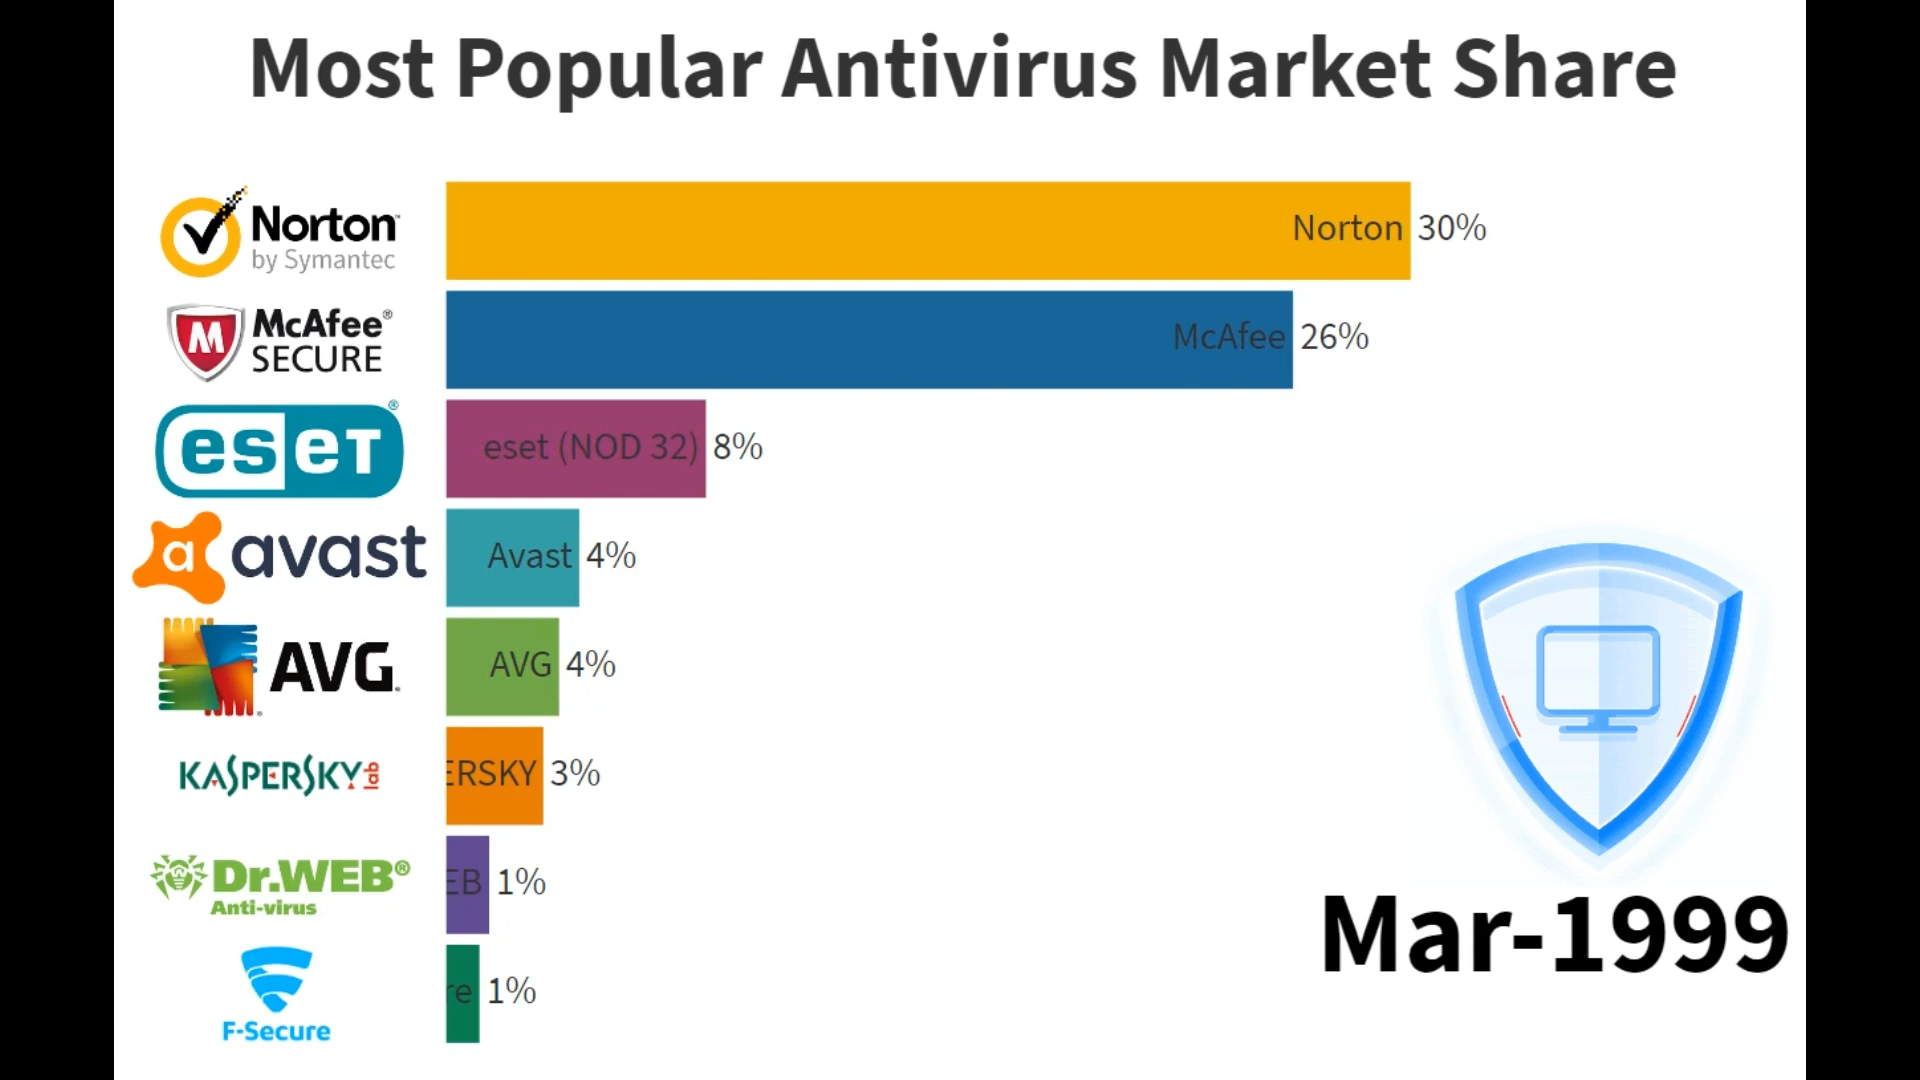 Most Popular Antivirus Market Share
Norton
by Symantec
Norton 30%
McAfee®
SECURE
McAfee 26%
eset ®
eset (NOD 32) 8%
a avast
Avast 4%
AVG
AVG 4%
KASPERSKY lab
ERSKY 3%
Dr.WEB®
Anti-virus
EB 1%
F-Secure
re 1%
Mar-1999